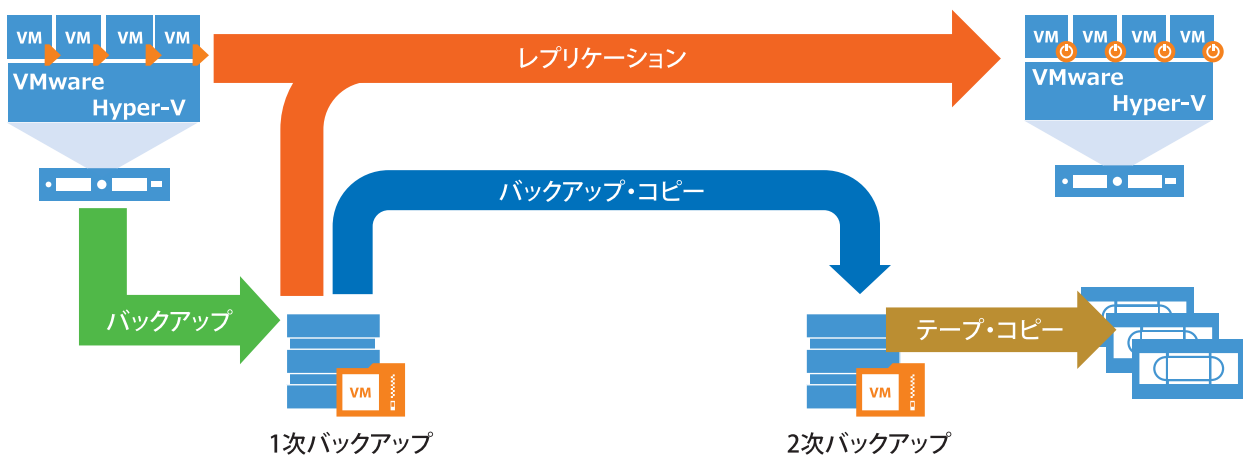 VM VM VM VM
VMware
Hyper-V
レプリケーション
VM VM VM VM
VMware
Hyper-V
バックアップ・コピー
バックアップ
テープ・コピー
VM
VM
1次バックアップ
2次バックアップ